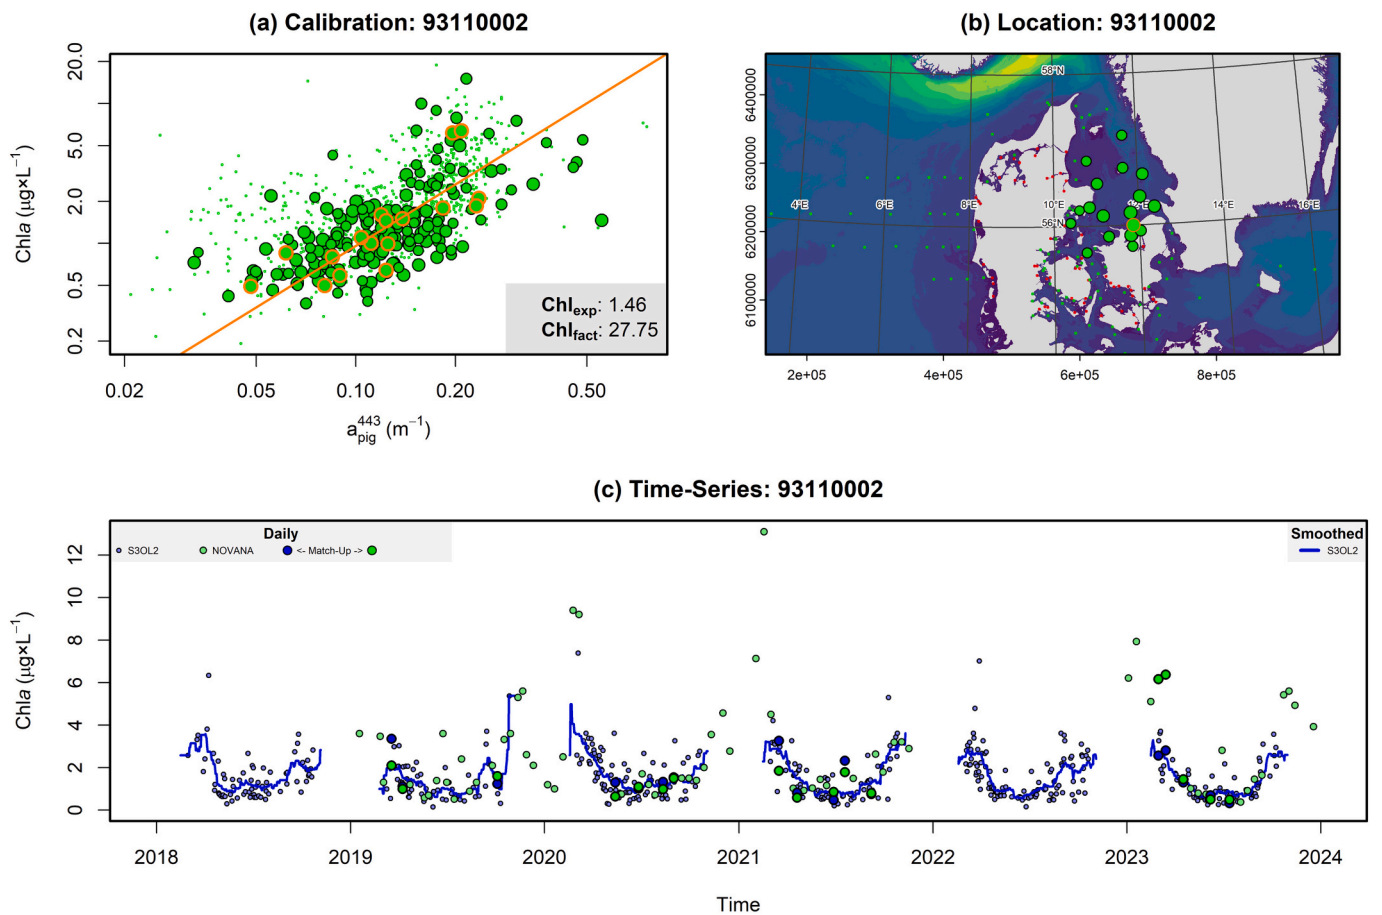 (a) Calibration: 93110002
20.0
5.0
2.0
0.5
0.2
Chla (µg×L⁻¹)
Chl_exp: 1.46
Chl_fact: 27.75
0.02 0.05 0.10 0.20 0.50
a_pig^443 (m⁻¹)
(b) Location: 93110002
6400000
6300000
6200000
6100000
58°N
4°E 6°E 8°E 10°E 12°E 14°E 16°E
56°N
2e+05 4e+05 6e+05 8e+05
(c) Time-Series: 93110002
Daily
S3OL2 NOVANA <- Match-Up ->
Smoothed
S3OL2
12
10
8
6
4
2
0
Chla (µg×L⁻¹)
2018 2019 2020 2021 2022 2023 2024
Time